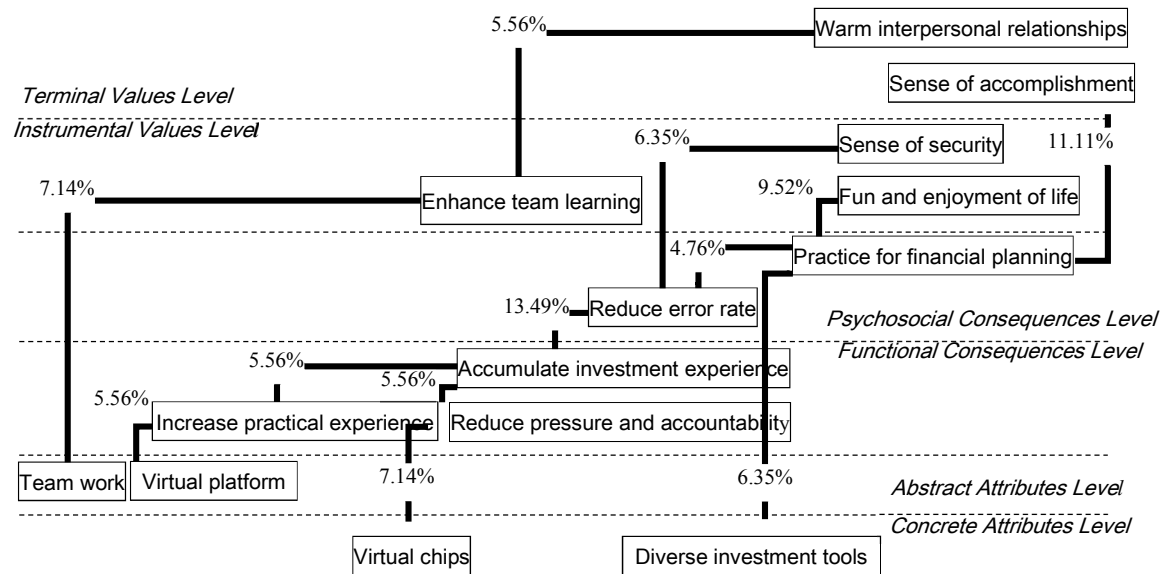 5.56%
Warm interpersonal relationships
Sense of accomplishment
Terminal Values Level
Instrumental Values Level
6.35%
Sense of security
11.11%
7.14%
Enhance team learning
9.52%
Fun and enjoyment of life
4.76%
Practice for financial planning
13.49%
Reduce error rate
Psychosocial Consequences Level
Functional Consequences Level
5.56%
5.56%
Accumulate investment experience
5.56%
Increase practical experience
Reduce pressure and accountability
Team work
Virtual platform
7.14%
6.35%
Abstract Attributes Level
Concrete Attributes Level
Virtual chips
Diverse investment tools